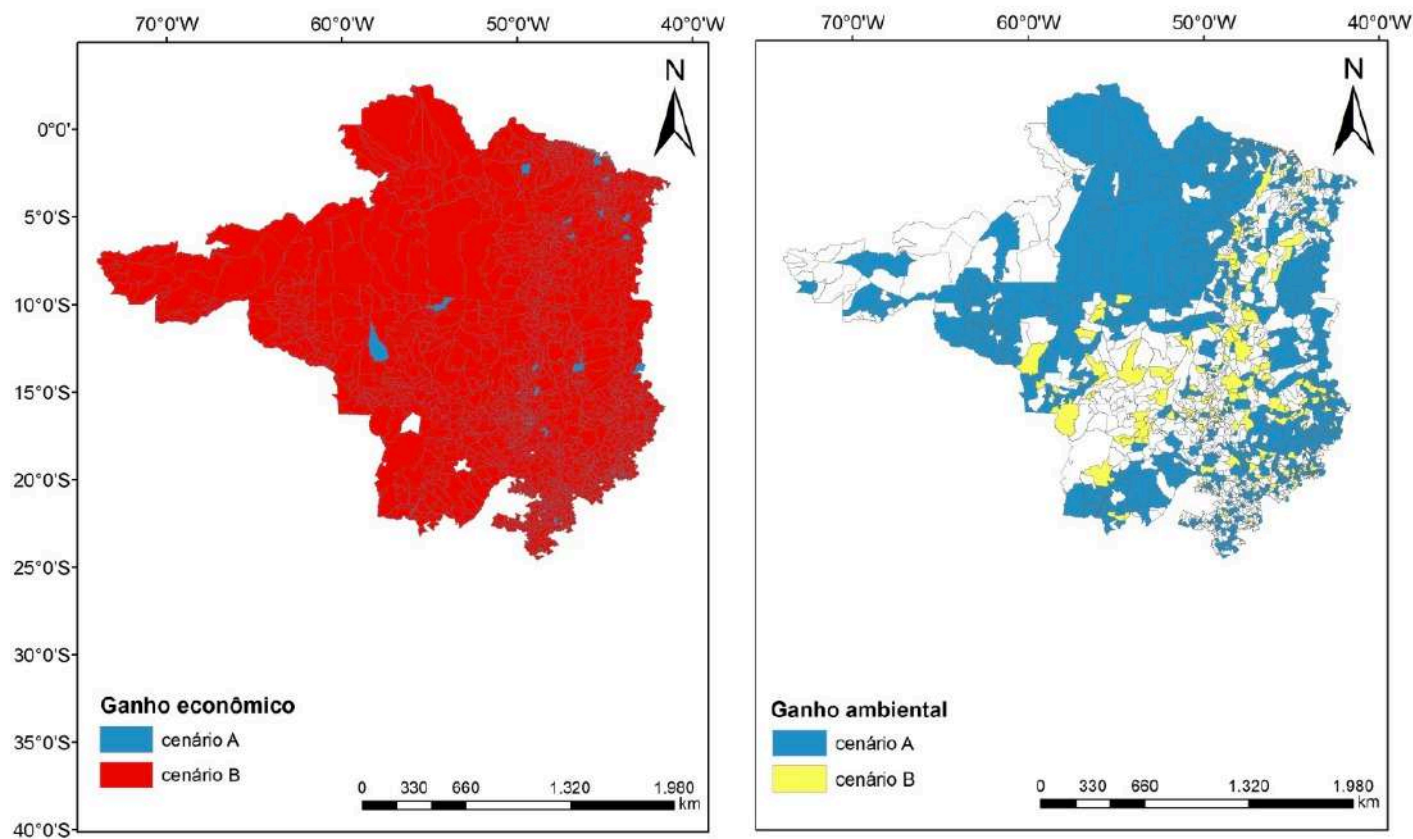 70°0'W 60°0'W 50°0'W 40°0'W
N
0°0'
5°0'S
10°0'S
15°0'S
20°0'S
25°0'S
30°0'S
35°0'S
40°0'S
Ganho econômico
cenário A
cenário B
0 330 660 1.320 1.980
km
70°0'W 60°0'W 50°0'W 40°0'W
N
Ganho ambiental
cenário A
cenário B
0 330 660 1.320 1.980
km